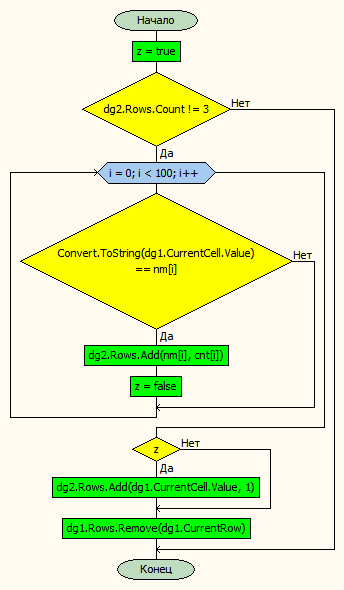 Начало
z = true
dg2.Rows.Count != 3
Нет
Да
i = 0; i < 100; i++
Convert.ToString(dg1.CurrentCell.Value)
== nm[i]
Нет
Да
dg2.Rows.Add(nm[i], cnt[i])
z = false
z
Нет
Да
dg2.Rows.Add(dg1.CurrentCell.Value, 1)
dg1.Rows.Remove(dg1.CurrentRow)
Конец